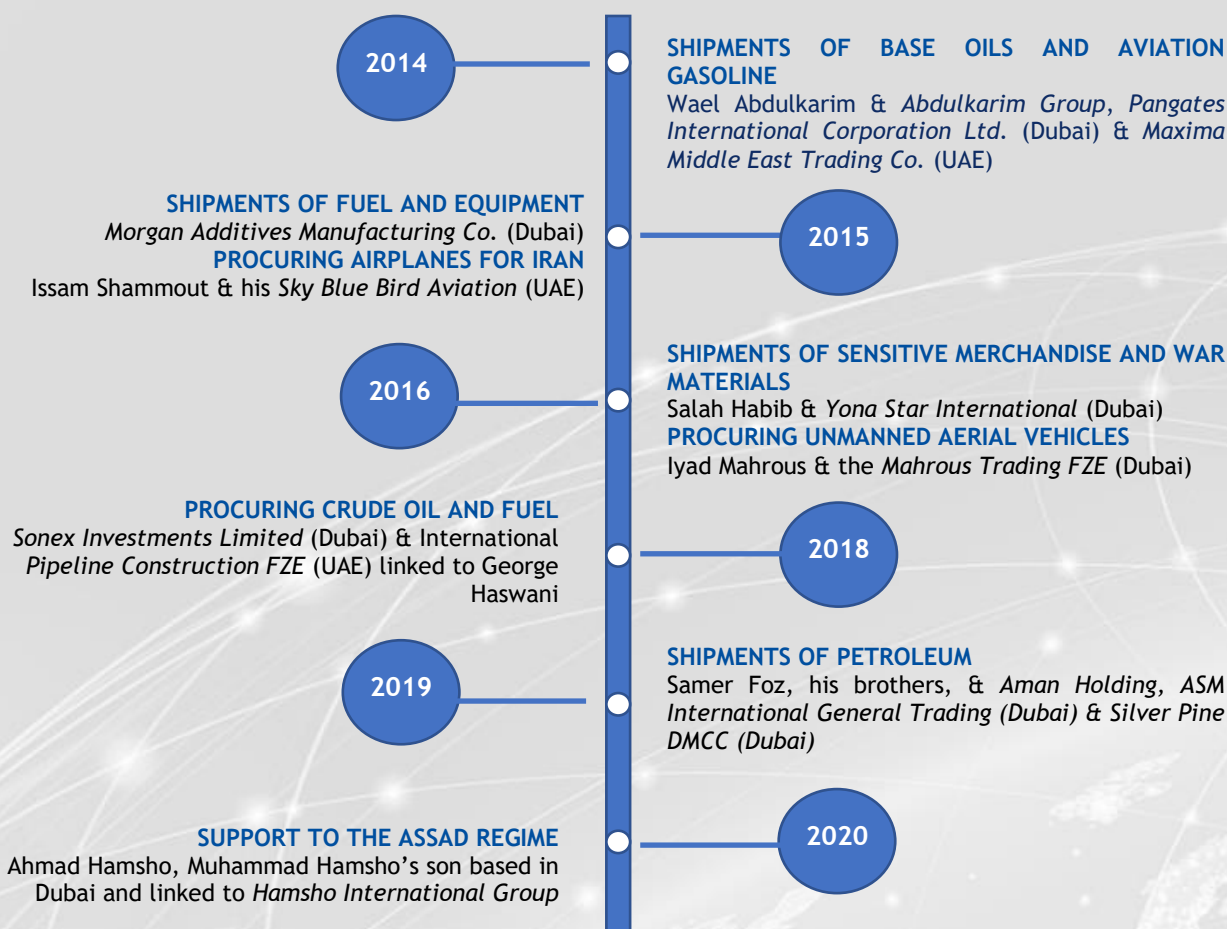 2014
SHIPMENTS OF BASE OILS AND AVIATION
GASOLINE
Wael Abdulkarim & Abdulkarim Group, Pangates
International Corporation Ltd. (Dubai) & Maxima
Middle East Trading Co. (UAE)
SHIPMENTS OF FUEL AND EQUIPMENT
Morgan Additives Manufacturing Co. (Dubai)
PROCURING AIRPLANES FOR IRAN
Issam Shammout & his Sky Blue Bird Aviation (UAE)
2015
2016
SHIPMENTS OF SENSITIVE MERCHANDISE AND WAR
MATERIALS
Salah Habib & Yona Star International (Dubai)
PROCURING UNMANNED AERIAL VEHICLES
Iyad Mahrous & the Mahrous Trading FZE (Dubai)
PROCURING CRUDE OIL AND FUEL
Sonex Investments Limited (Dubai) & International
Pipeline Construction FZE (UAE) linked to George
Haswani
2018
2019
SHIPMENTS OF PETROLEUM
Samer Foz, his brothers, & Aman Holding, ASM
International General Trading (Dubai) & Silver Pine
DMCC (Dubai)
SUPPORT TO THE ASSAD REGIME
Ahmad Hamsho, Muhammad Hamsho's son based in
Dubai and linked to Hamsho International Group
2020